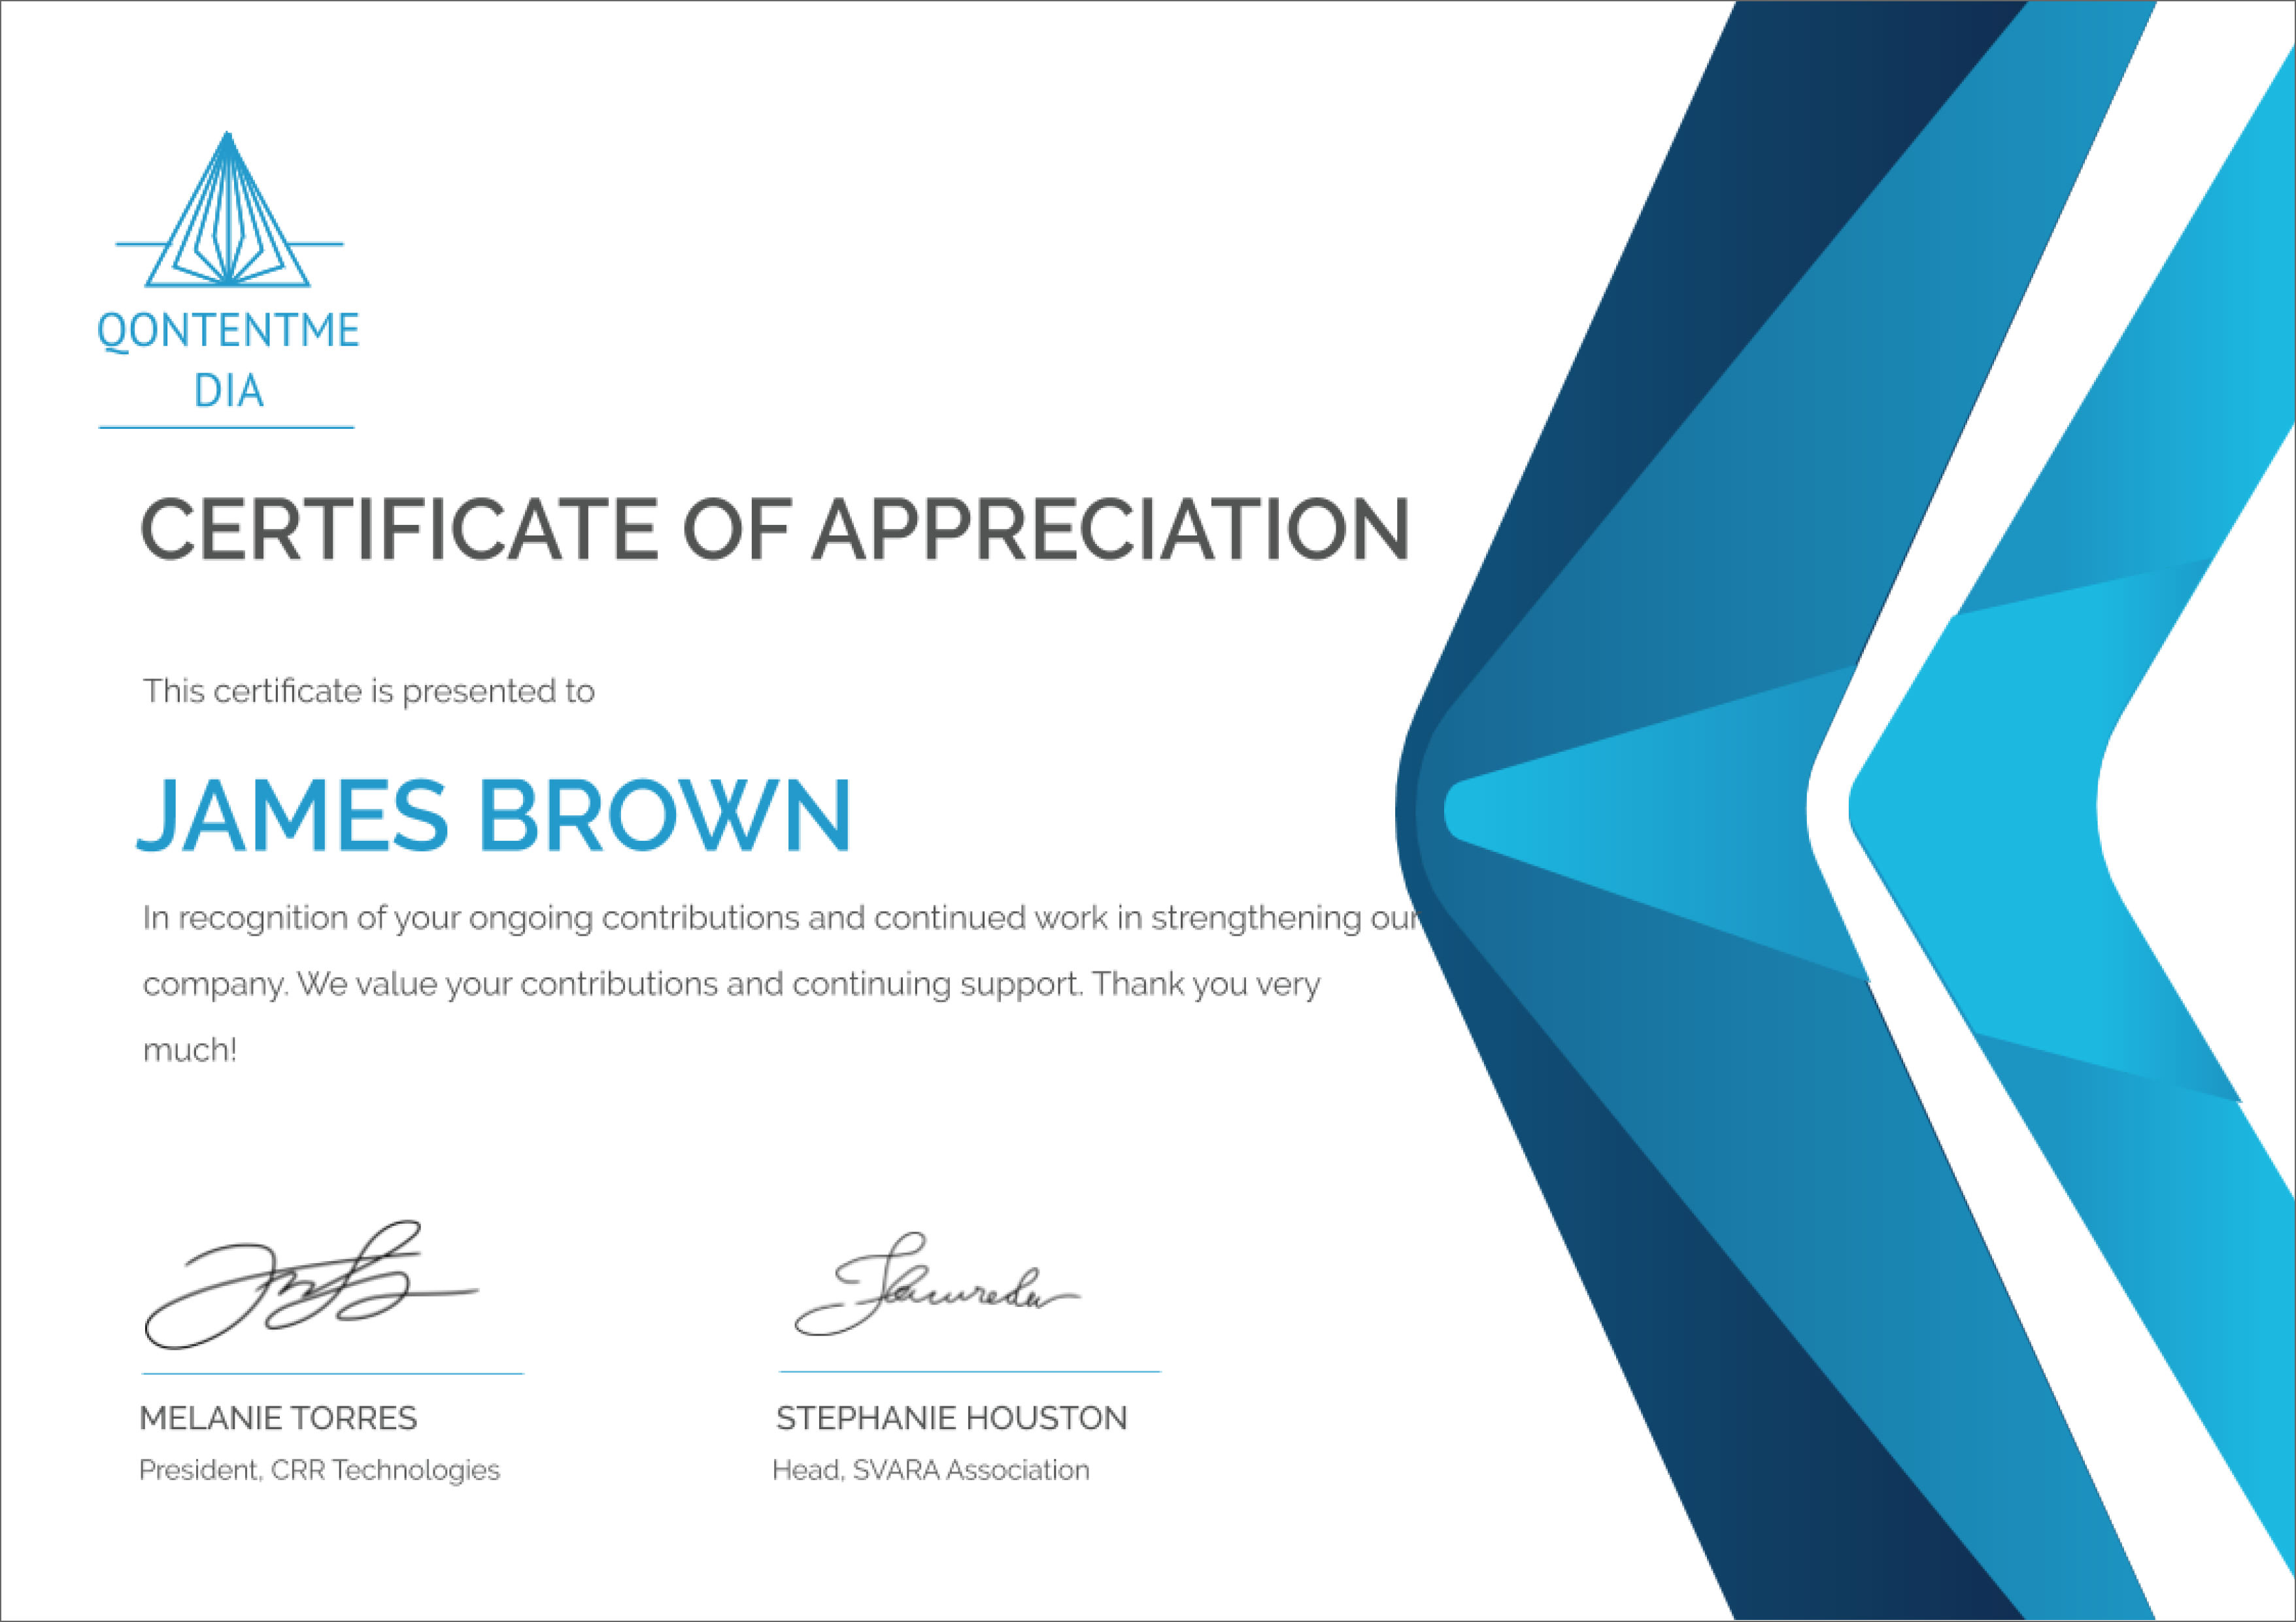 QONTENTME
DIA
CERTIFICATE OF APPRECIATION
This certificate is presented to
JAMES BROWN
In recognition of your ongoing contributions and continued work in strengthening our
company. We value your contributions and continuing support. Thank you very
much!
MELANIE TORRES
President, CRR Technologies
STEPHANIE HOUSTON
Head, SVARA Association